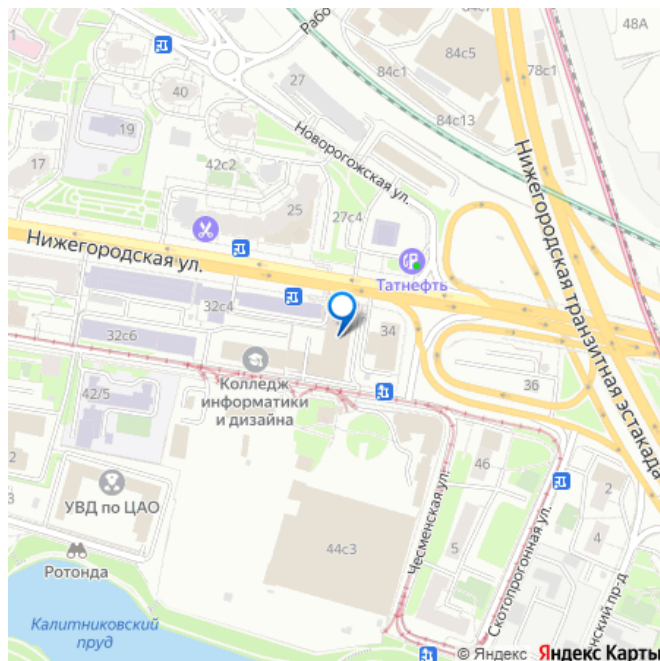 48А
84с5
78с1
84с1
27
40
84с13
19
Новорогожская ул.
42с2
17
25
27с4
Нижегородская ул.
Татнефть
Нижегородская транзитная эстакада
32с4
32с6
34
36
Колледж
информатики
и дизайна
42/5
2
УВД по ЦАО
46
2
4
5
Чесменская ул.
Скотопрогонная ул.
44с3
Ротонда
Калитниковский
пруд
© Яндекс Яндекс Карты